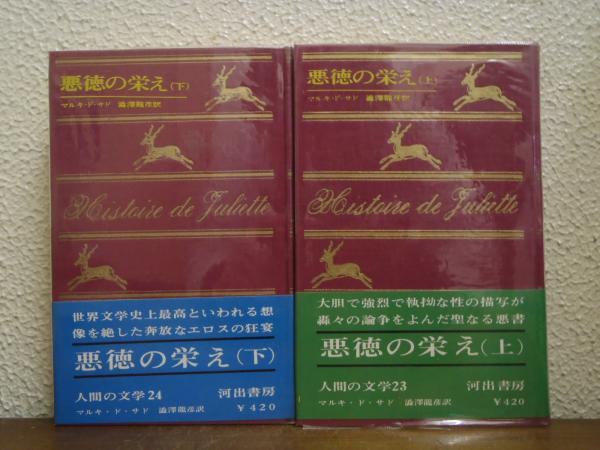 悪徳の栄え(下)
マルキ・ド・サド 澁澤龍彦訳
Histoire de Juliette
世界文学史上最高といわれる想
像を絶した奔放なエロスの狂宴
悪徳の栄え(下)
人間の文学24 河出書房
マルキ・ド・サド 澁澤龍彦訳 ¥420
悪徳の栄え(上)
マルキ・ド・サド 澁澤龍彦訳
Histoire de Juliette
大胆で強烈で執拗な性の描写が
轟々の論争をよんだ聖なる悪書
悪徳の栄え(上)
人間の文学23 河出書房
マルキ・ド・サド 澁澤龍彦訳 ¥420